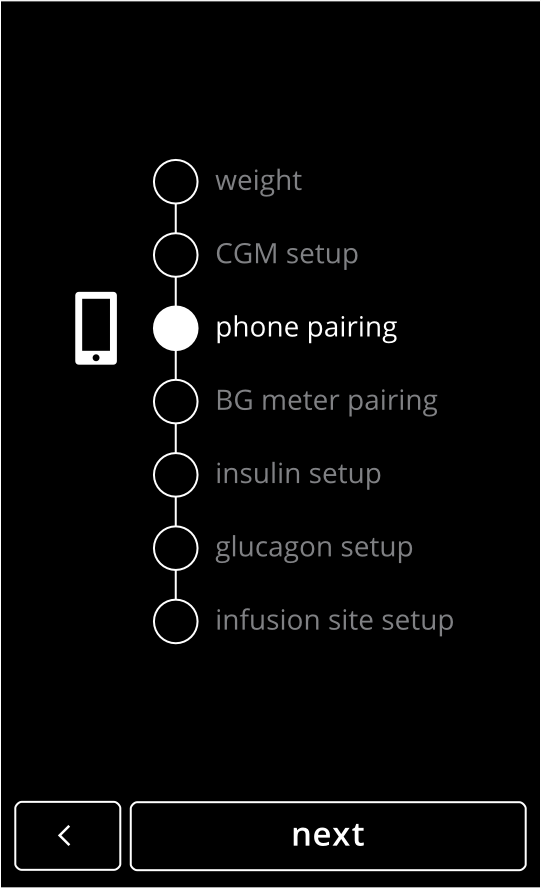 weight
CGM setup
phone pairing
BG meter pairing
insulin setup
glucagon setup
infusion site setup
next